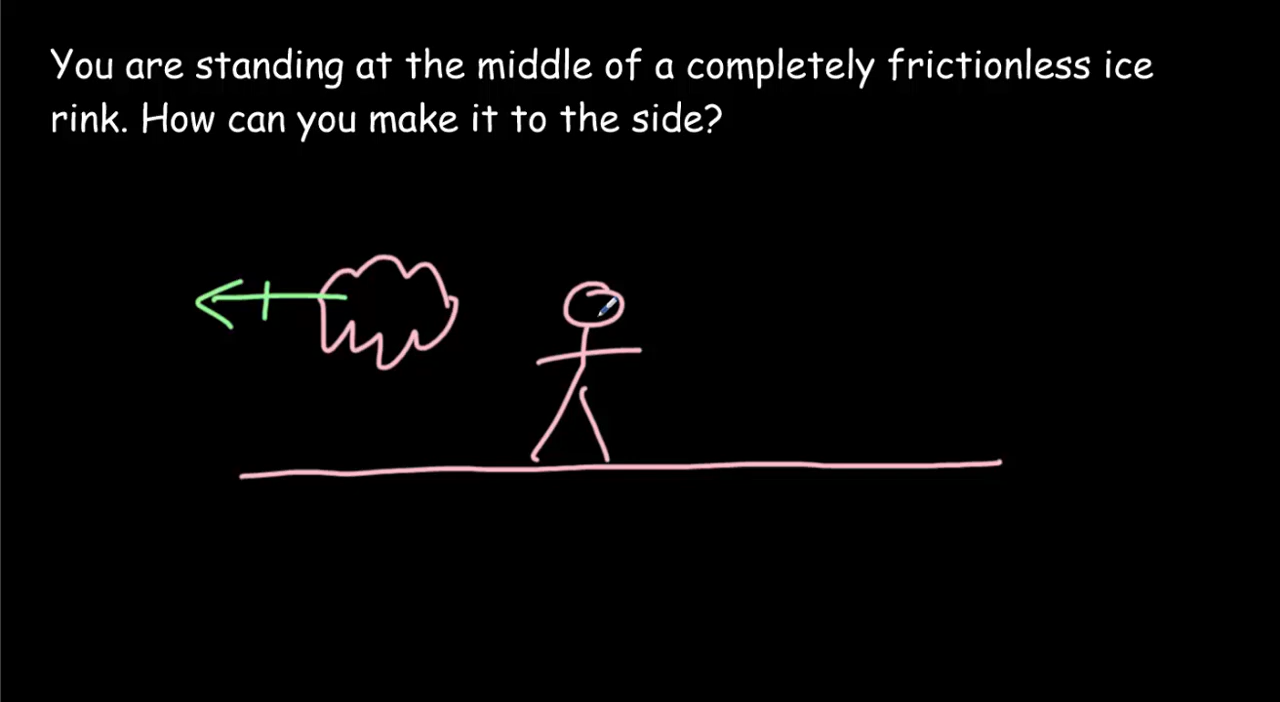 You are standing at the middle of a completely frictionless ice
rink. How can you make it to the side?